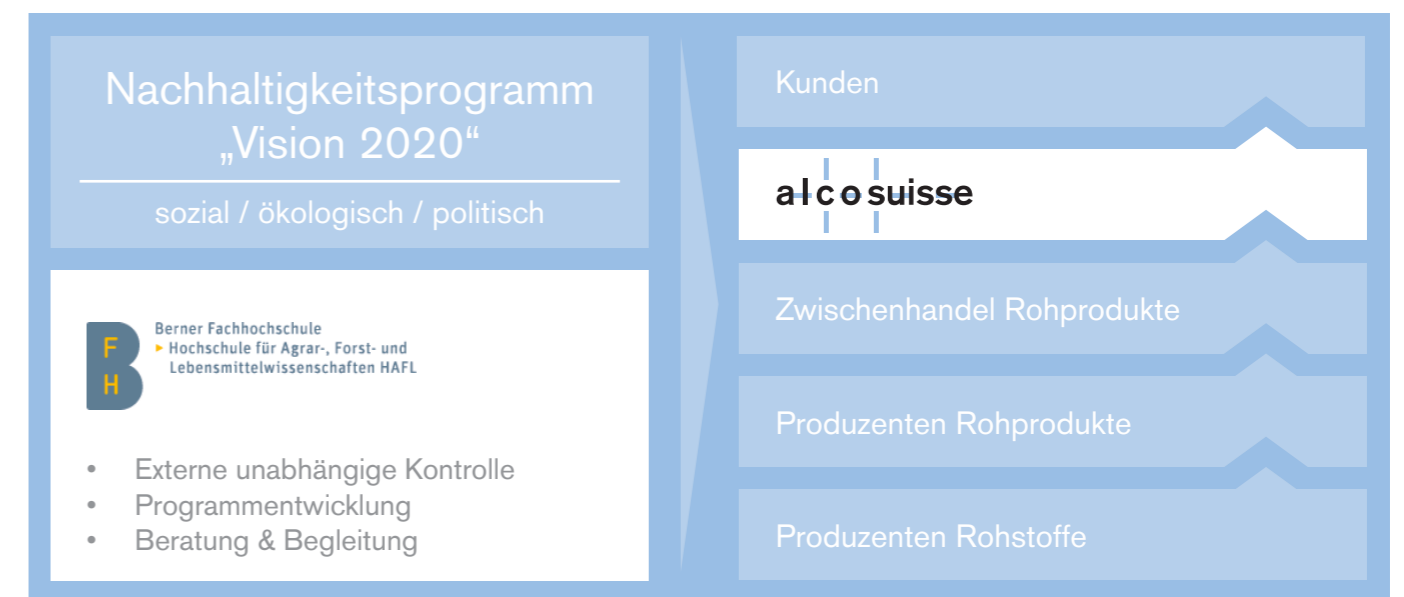 Nachhaltigkeitsprogramm
„Vision 2020“
sozial / ökologisch / politisch
F
B
H
Berner Fachhochschule
▸ Hochschule für Agrar-, Forst- und
Lebensmittelwissenschaften HAFL
• Externe unabhängige Kontrolle
• Programmentwicklung
• Beratung & Begleitung
Kunden
alcosuisse
Zwischenhandel Rohprodukte
Produzenten Rohprodukte
Produzenten Rohstoffe